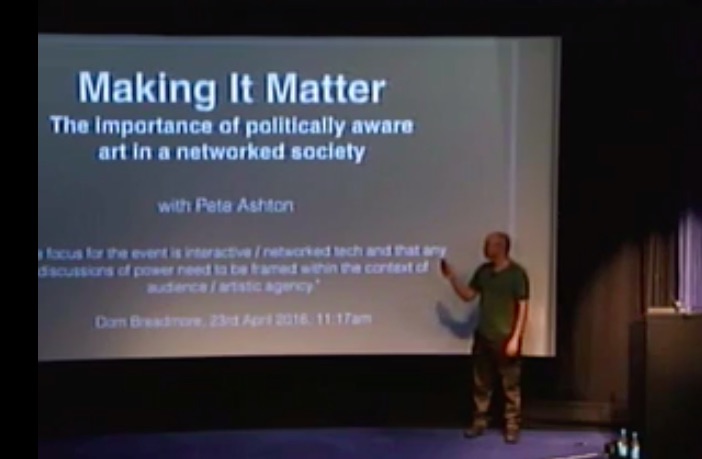 Making It Matter
The importance of politically aware
art in a networked society
with Pete Ashton
focus for the event is interactive / networked tech and that any
discussions of power need to be framed within the context of
audience / artistic agency."
Dom Breadmore, 23rd April 2016, 11:17am